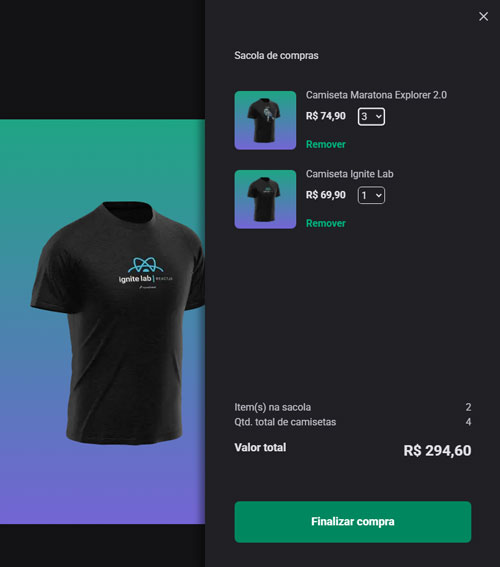 Sacola de compras
Camiseta Maratona Explorer 2.0
R$ 74,90 3
Remover
Camiseta Ignite Lab
R$ 69,90 1
Remover
ignite lab | REACTJS
Item(s) na sacola 2
Qtd. total de camisetas 4
Valor total R$ 294,60
Finalizar compra